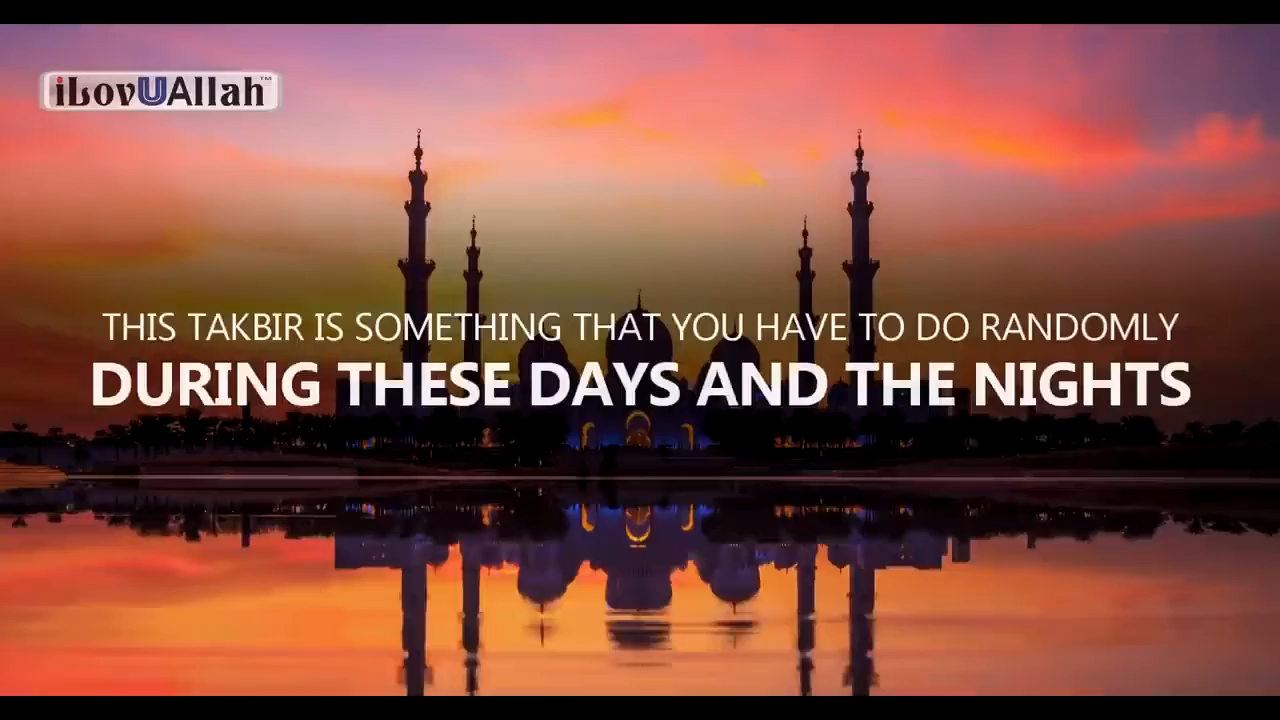 iLovUAllah™
THIS TAKBIR IS SOMETHING THAT YOU HAVE TO DO RANDOMLY
DURING THESE DAYS AND THE NIGHTS